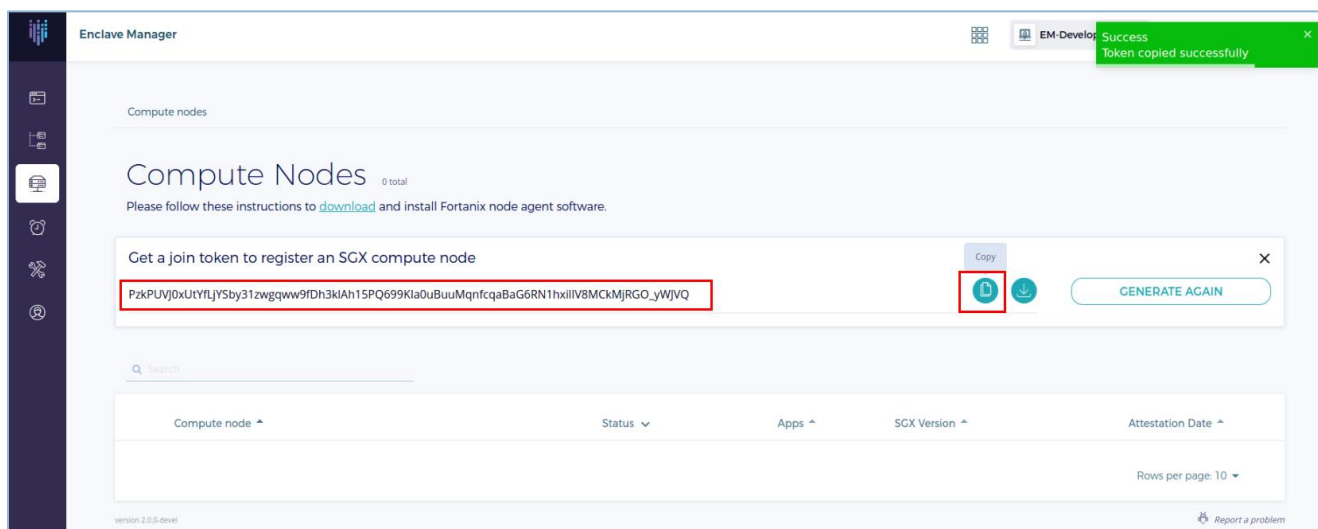 Enclave Manager
EM-Develop
Success
Token copied successfully
Compute nodes
Compute Nodes 0 total
Please follow these instructions to download and install Fortanix node agent software.
Get a join token to register an SGX compute node
Copy
GENERATE AGAIN
Search
Compute node Status Apps SGX Version Attestation Date
Rows per page: 10
version 2.0.0-devel
Report a problem